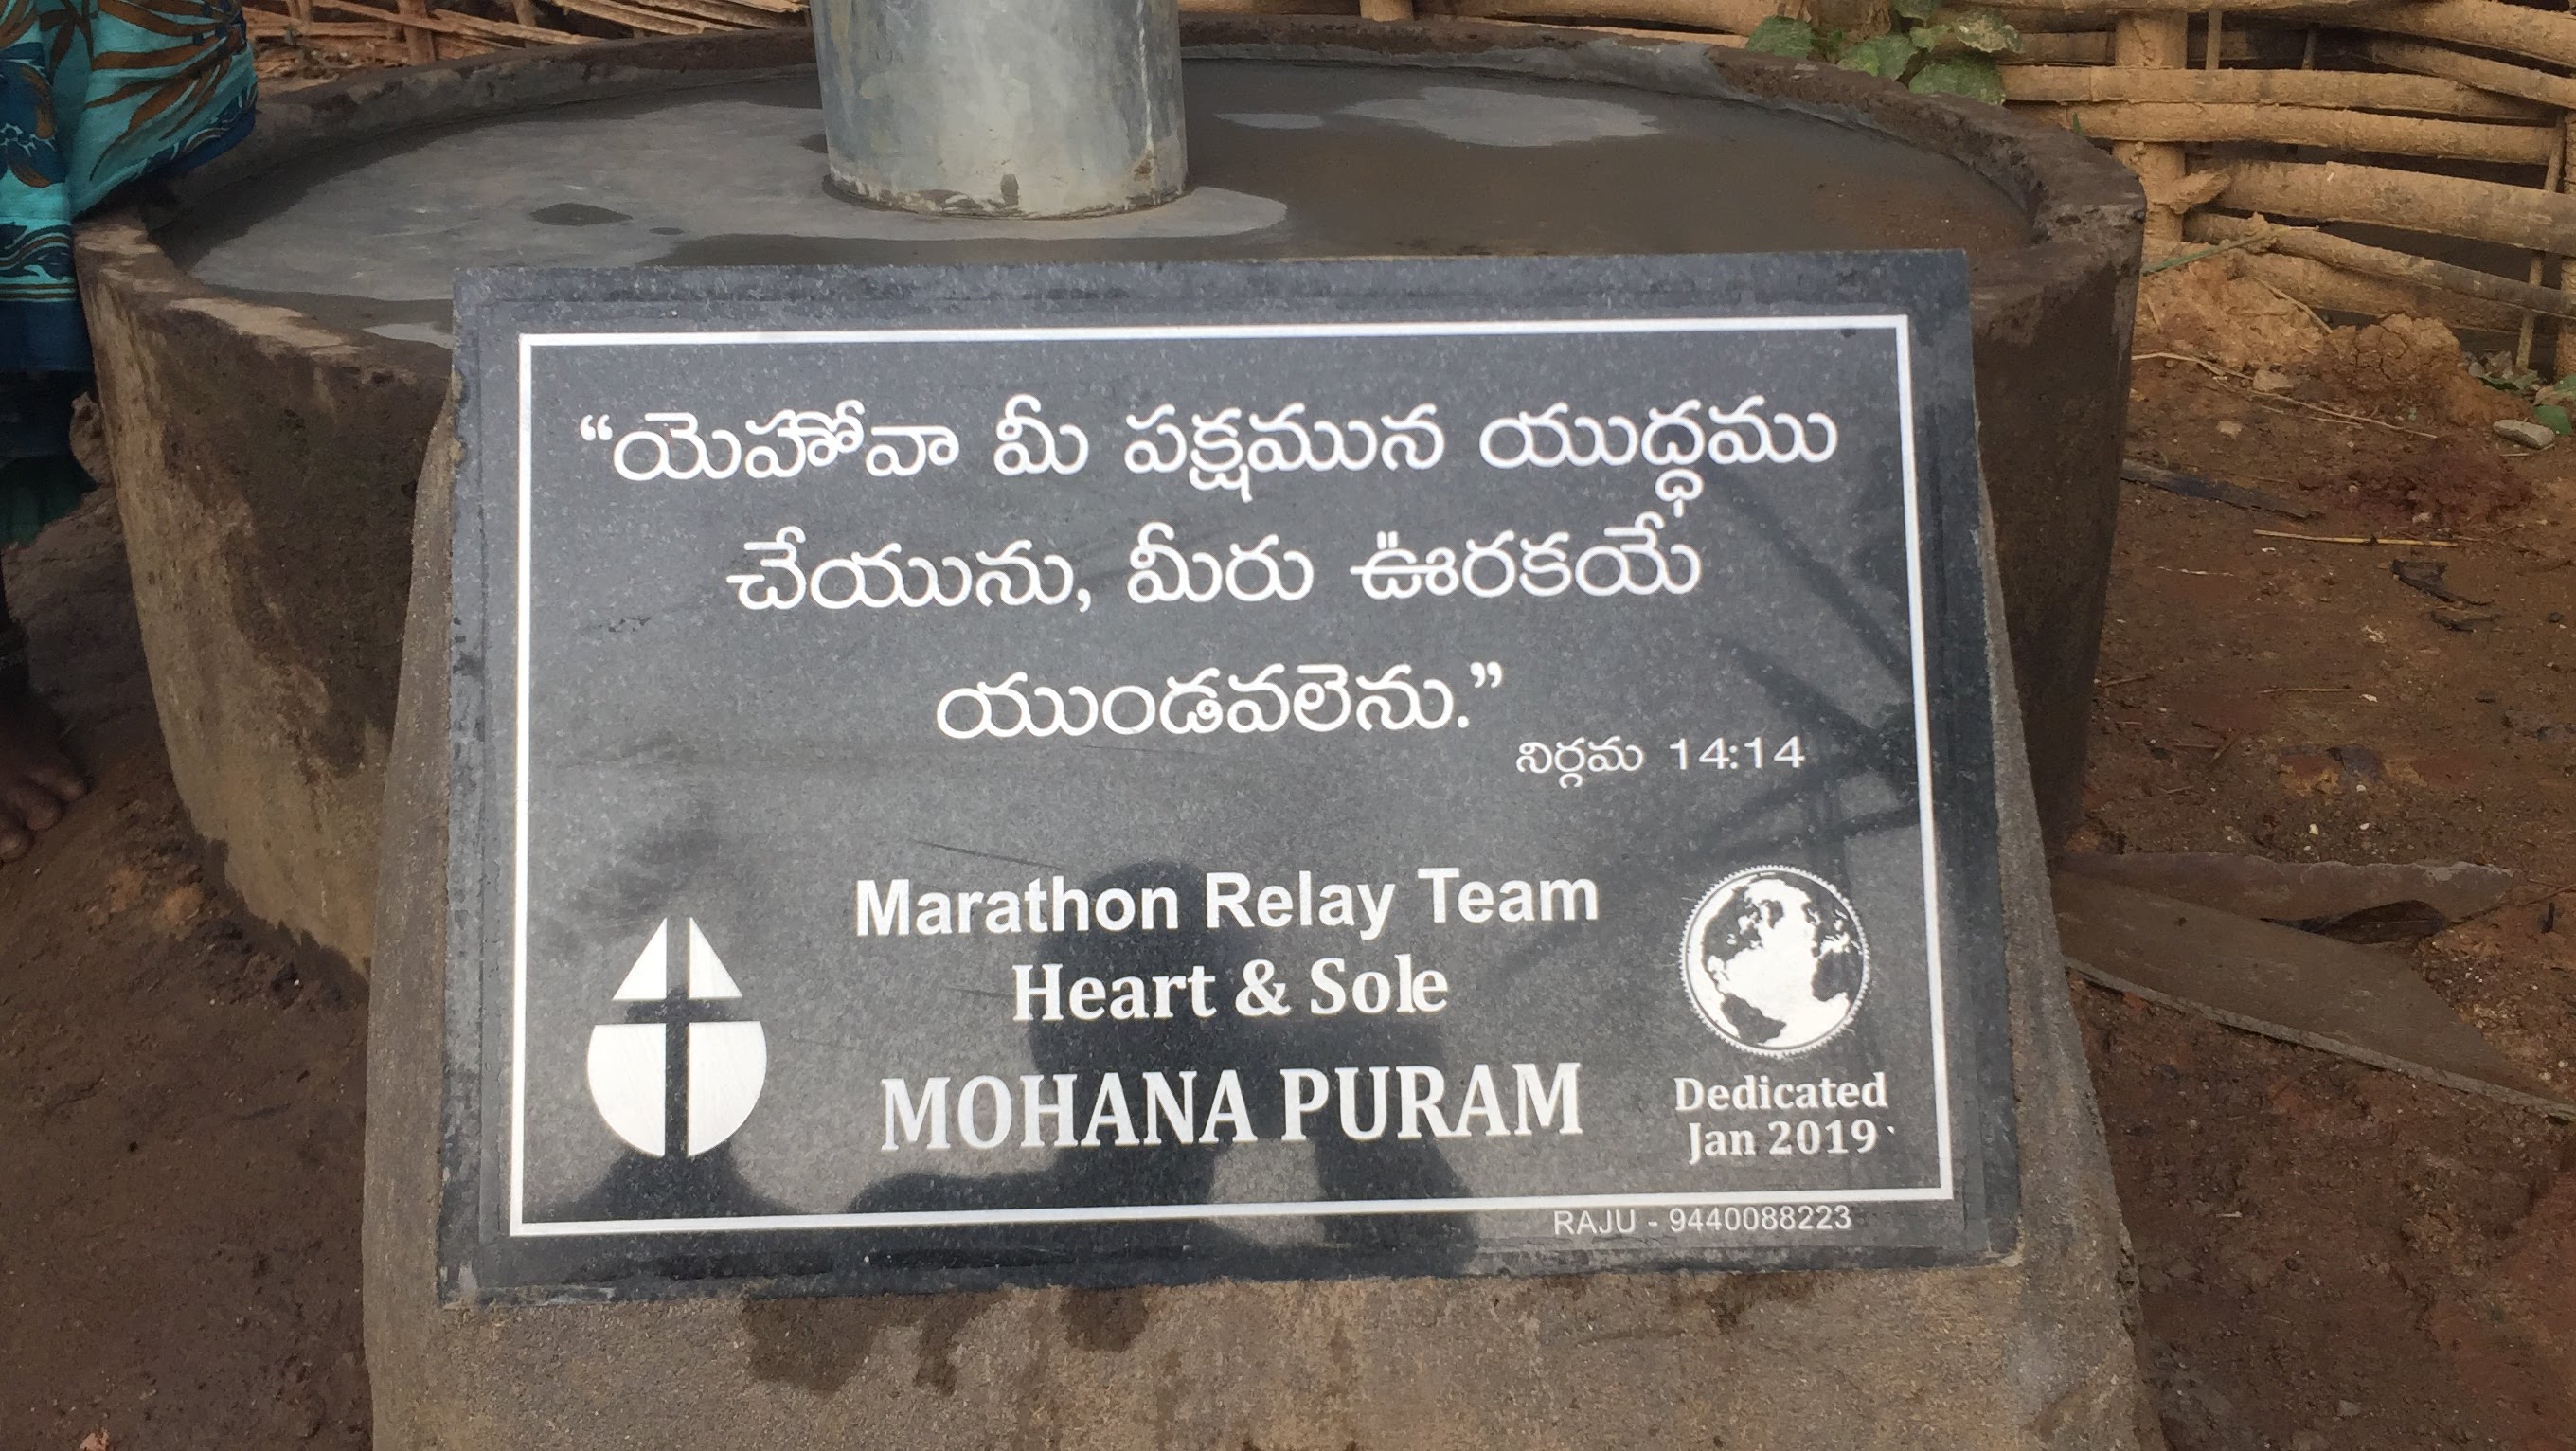 “యెహోవా మీ పక్షమున యుద్ధము
చేయును, మీరు ఊరకయే
యుండవలెను.”
నిర్గమ 14:14
Marathon Relay Team
Heart & Sole
MOHANA PURAM
Dedicated
Jan 2019
RAJU - 9440088223